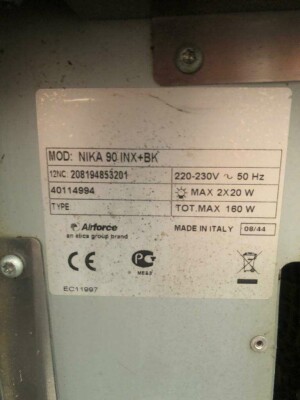 MOD: NIKA 90 INX+BK
12NC: 208194853201
220-230V ~ 50 Hz
40114994
MAX 2X20 W
TYPE
TOT.MAX 160 W
Airforce
an elica group brand
MADE IN ITALY
08/44
CE
EC11997